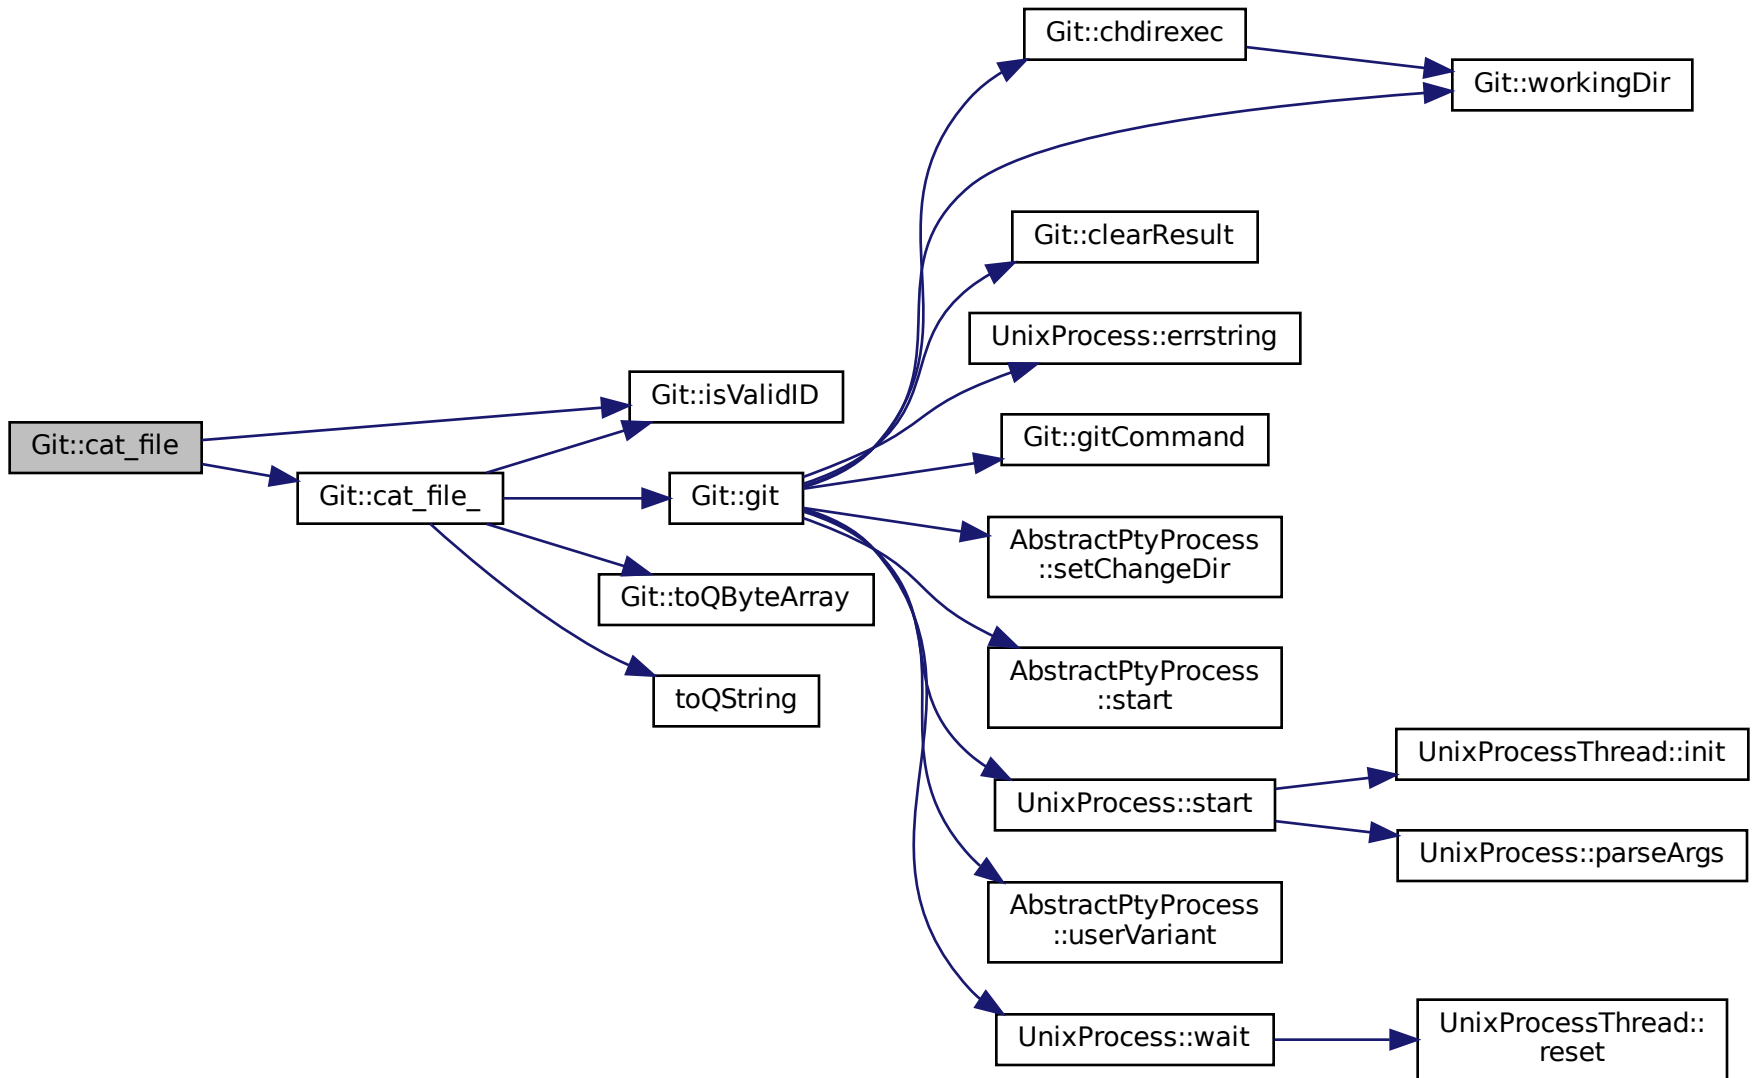 Git::chdirexec
Git::workingDir
Git::clearResult
UnixProcess::errstring
Git::isValidID
Git::cat_file
Git::gitCommand
Git::cat_file_
Git::git
AbstractPtyProcess
::setChangeDir
Git::toQByteArray
AbstractPtyProcess
::start
toQString
UnixProcessThread::init
UnixProcess::start
UnixProcess::parseArgs
AbstractPtyProcess
::userVariant
UnixProcess::wait
UnixProcessThread::
reset